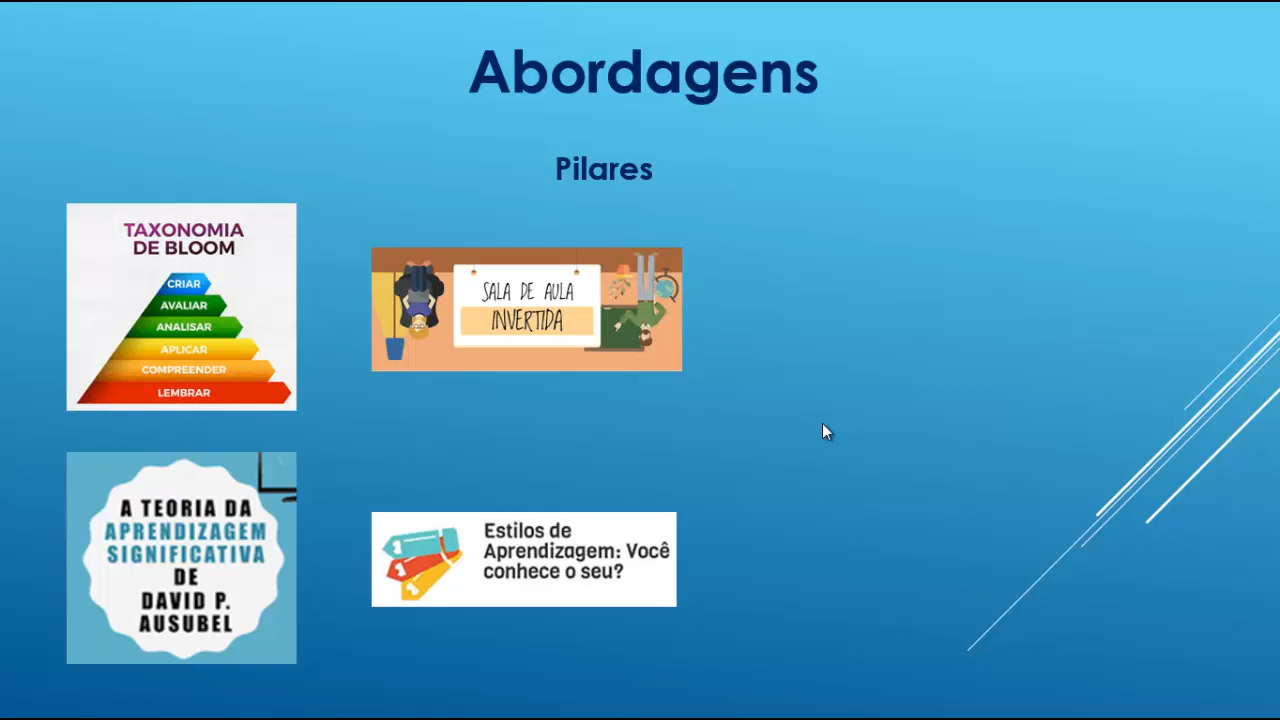 Abordagens
Pilares
TAXONOMIA
DE BLOOM
CRIAR
AVALIAR
ANALISAR
APLICAR
COMPREENDER
LEMBRAR
SALA DE AULA
INVERTIDA
A TEORIA DA
APRENDIZAGEM
SIGNIFICATIVA
DE
DAVID P.
AUSUBEL
Estilos de
Aprendizagem: Você
conhece o seu?